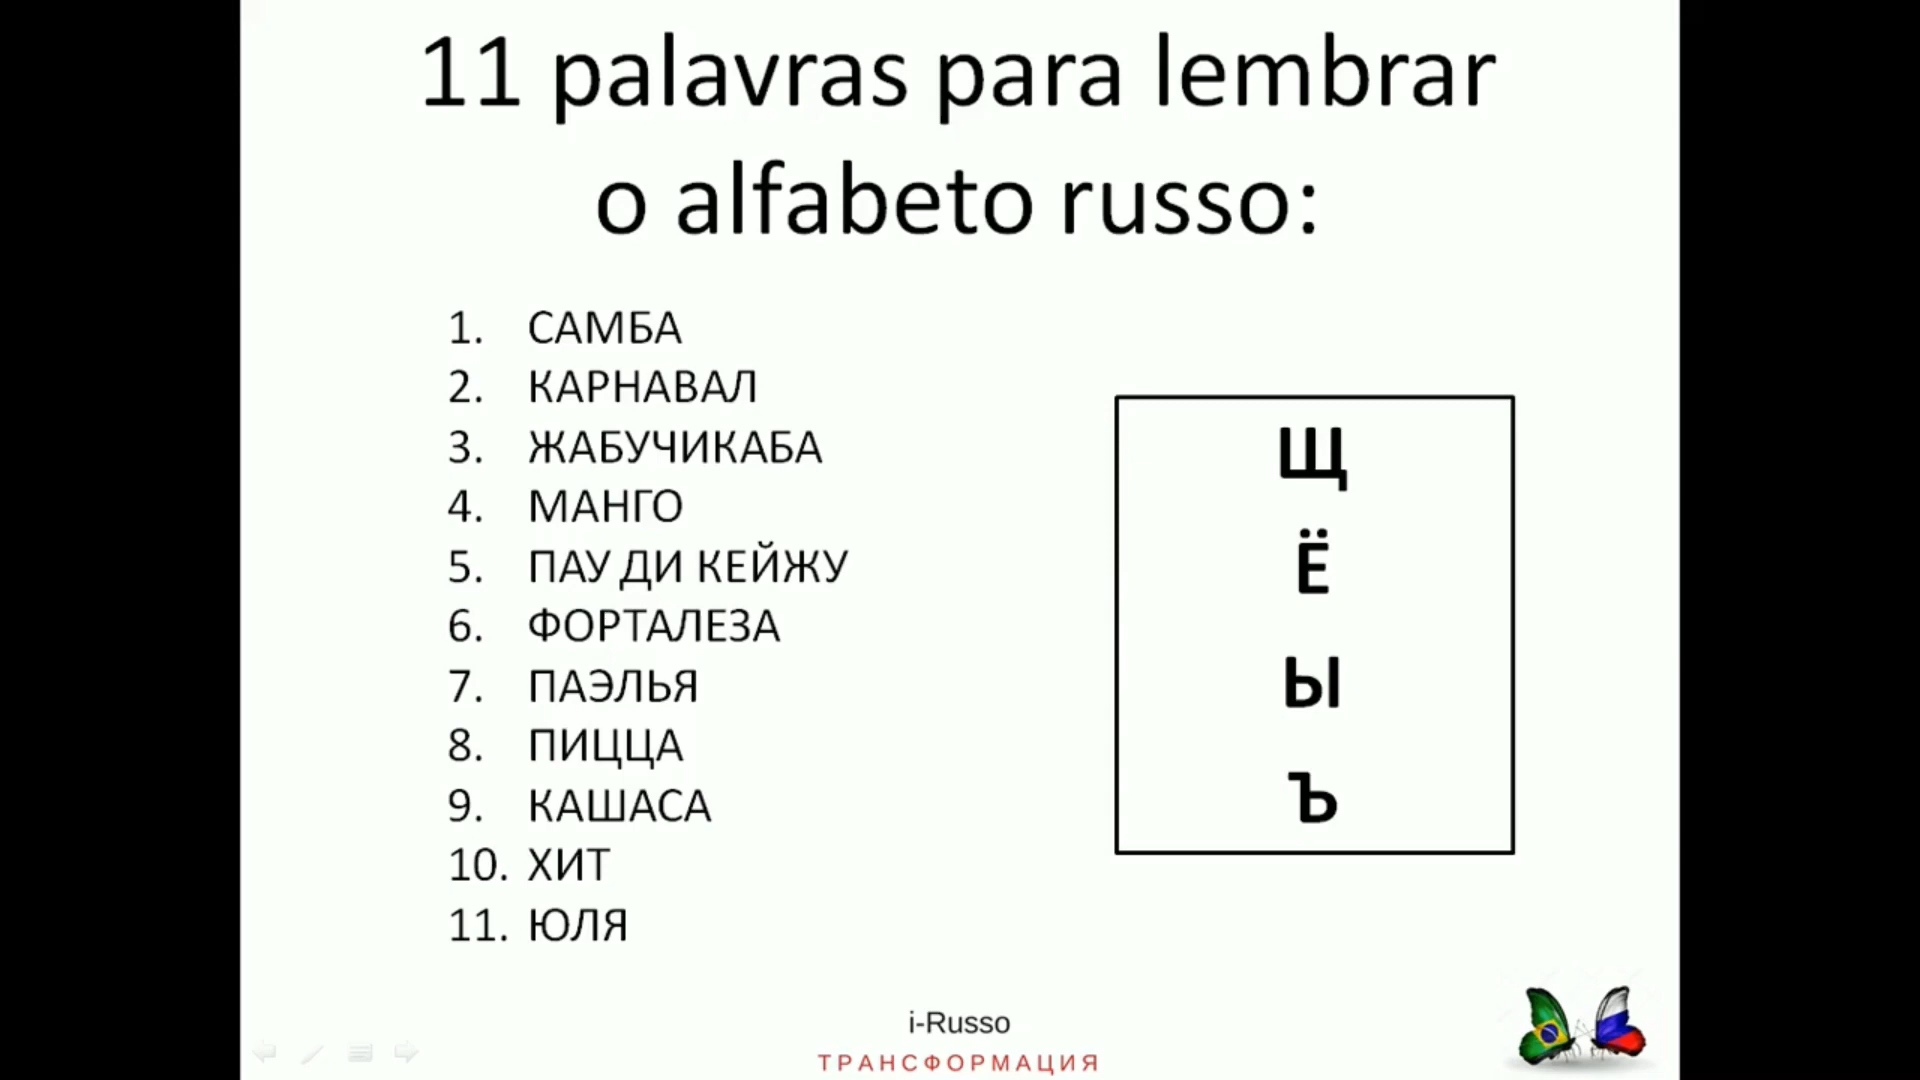 11 palavras para lembrar
o alfabeto russo:
1. САМБА
2. КАРНАВАЛ
3. ЖАБУЧИКАБА
4. МАНГО
5. ПАУ ДИ КЕЙЖУ
6. ФОРТАЛЕЗА
7. ПАЭЛЬЯ
8. ПИЦЦА
9. КАШАСА
10. ХИТ
11. ЮЛЯ
Щ
Ё
Ы
Ъ
i-Russo
ТРАНСФОРМАЦИЯ